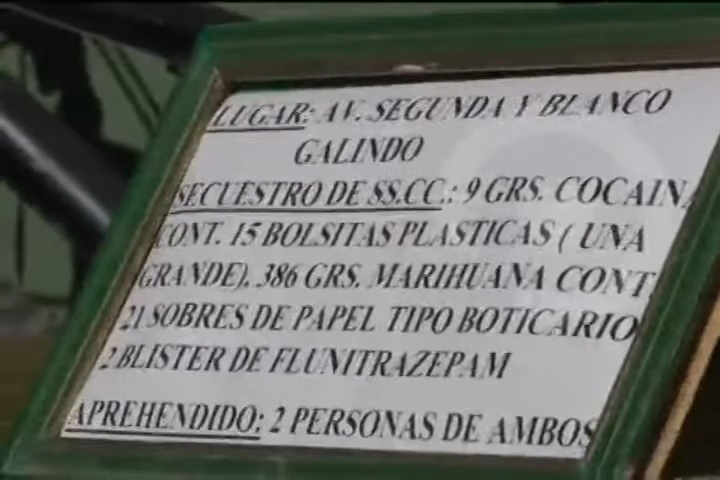 LUGAR: AV. SEGUNDA Y BLANCO
GALINDO
SECUESTRO DE SS.CC.: 9 GRS. COCAINA
CONT. 15 BOLSITAS PLASTICAS ( UNA
GRANDE), 386 GRS. MARIHUANA CONT
21 SOBRES DE PAPEL TIPO BOTICARIO
2 BLISTER DE FLUNITRAZEPAM
APREHENDIDO: 2 PERSONAS DE AMBOS